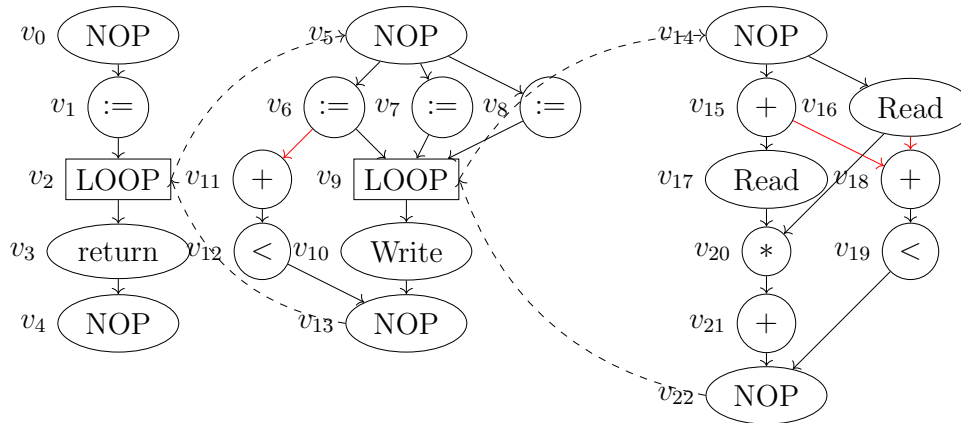 v0 NOP v5 NOP v14 NOP
v1 := v6 := v7 := v8 := v15 + v16 Read
v2 LOOP v11 + v9 LOOP v17 Read v18 +
v3 return v12 < v10 Write v20 * v19 <
v4 NOP v13 NOP v21 +
v22 NOP